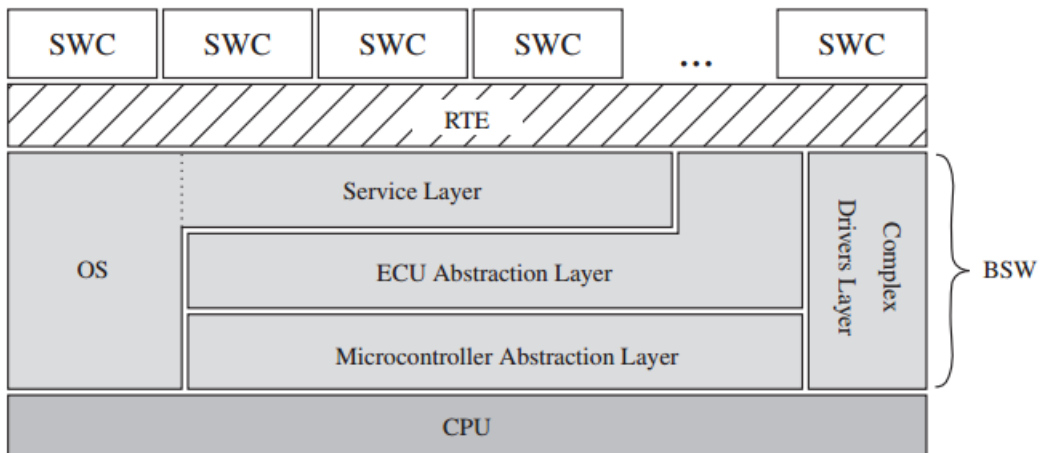 SWC
SWC
SWC
SWC
...
SWC
RTE
Service Layer
OS
ECU Abstraction Layer
Microcontroller Abstraction Layer
Complex
Drivers Layer
BSW
CPU